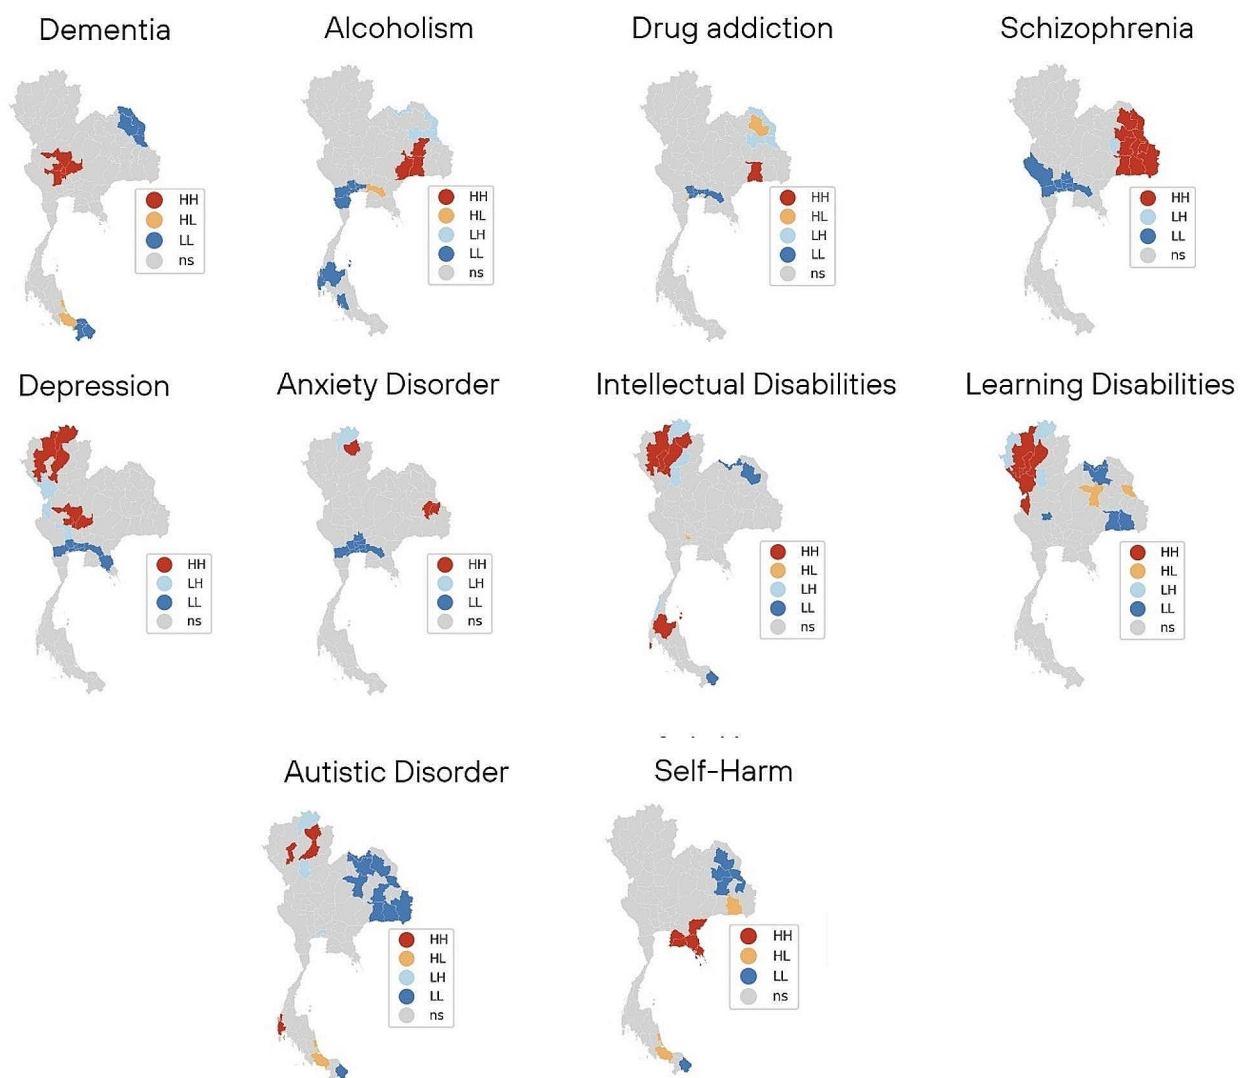 Dementia
Alcoholism
Drug addiction
Schizophrenia
HH
HL
LL
ns
HH
HL
LH
LL
ns
HH
HL
LH
LL
ns
HH
LH
LL
ns
Depression
Anxiety Disorder
Intellectual Disabilities
Learning Disabilities
HH
LH
LL
ns
HH
LH
LL
ns
HH
HL
LH
LL
ns
HH
HL
LH
LL
ns
Autistic Disorder
Self-Harm
HH
HL
LH
LL
ns
HH
HL
LL
ns